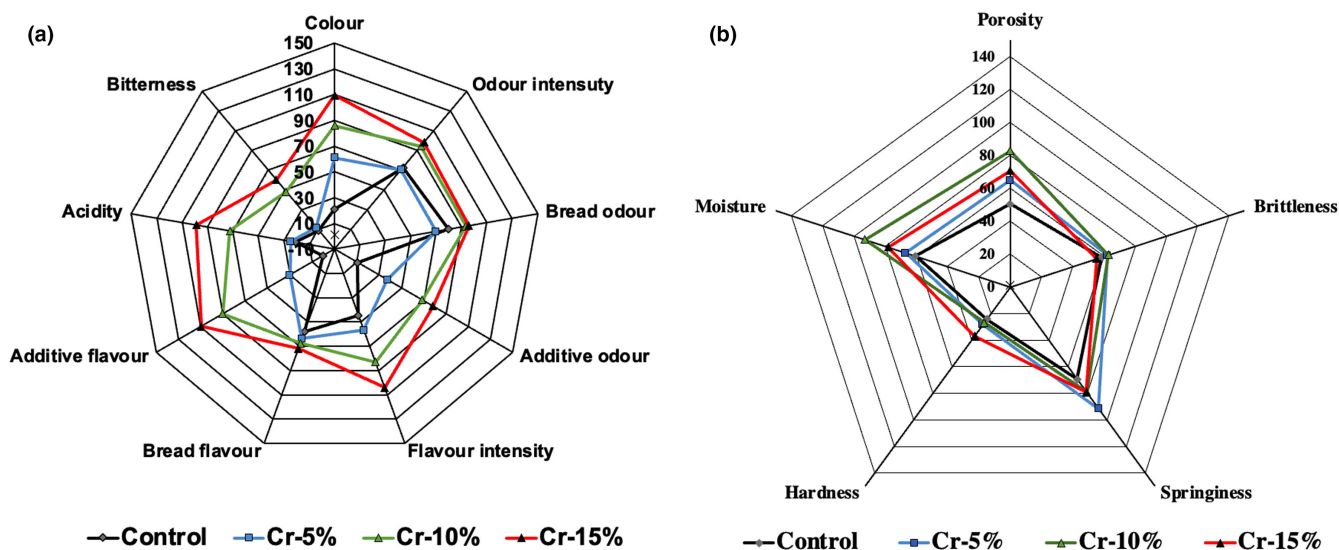 (a)
Colour
150
130
110
90
70
50
30
10
Odour intensuty
Bread odour
Additive odour
Flavour intensity
Bread flavour
Additive flavour
Acidity
Bitterness
Control
Cr-5%
Cr-10%
Cr-15%
(b)
Porosity
140
120
100
80
60
40
20
0
Brittleness
Springiness
Hardness
Moisture
Control
Cr-5%
Cr-10%
Cr-15%